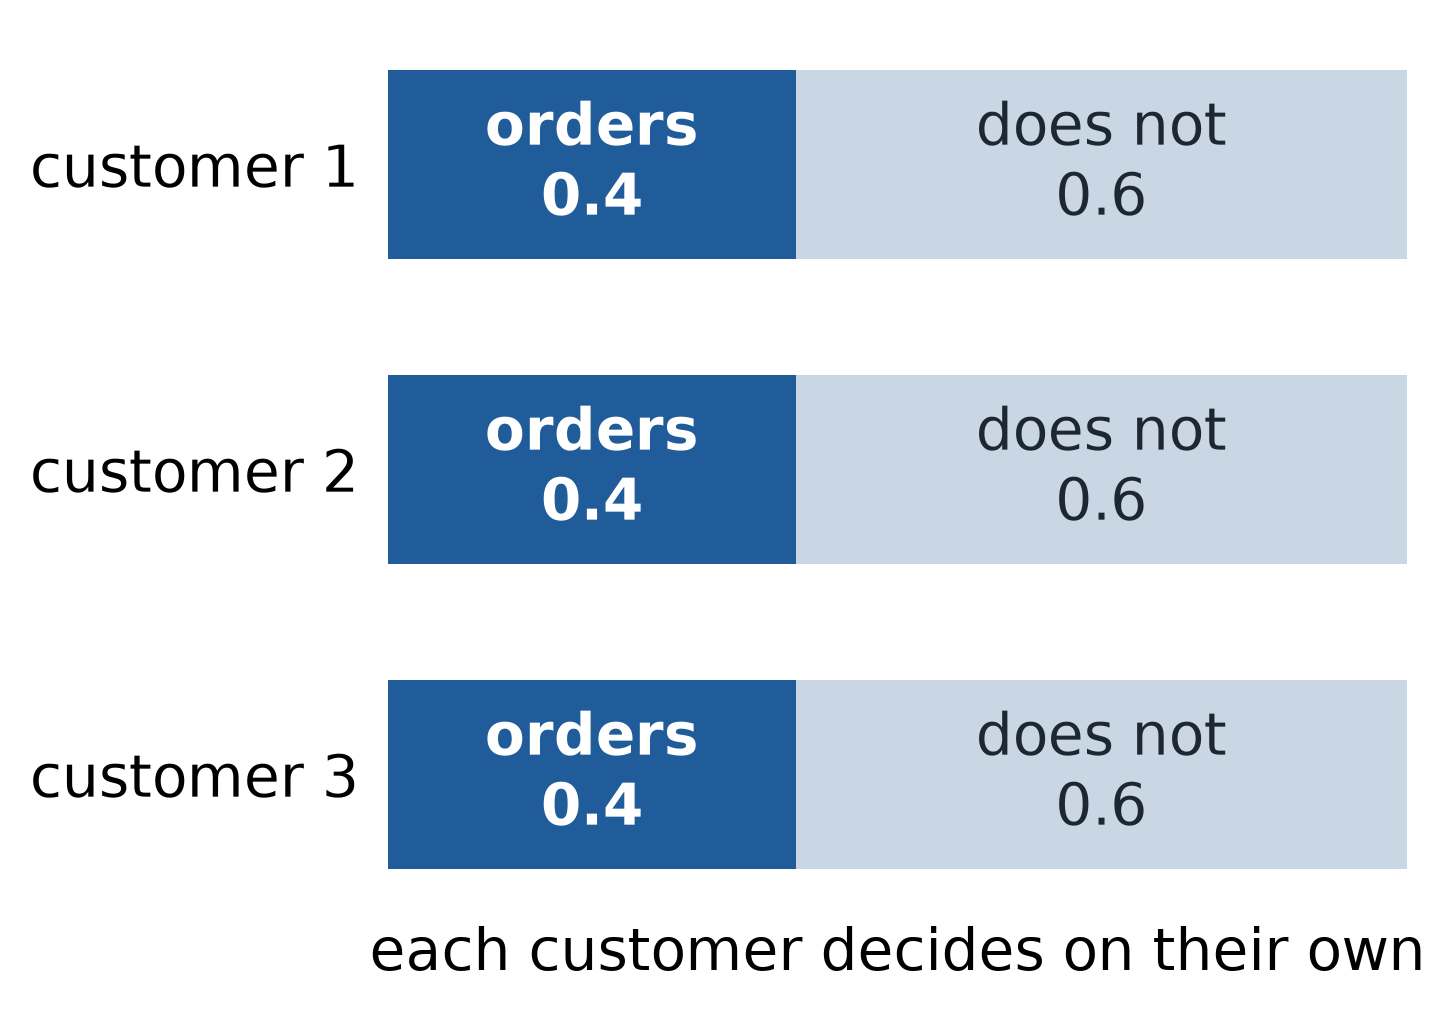 orders
does not
customer 1
0.4
0.6
orders
does not
customer 2
0.4
0.6
orders
does not
customer 3
0.4
0.6
each customer decides on their own